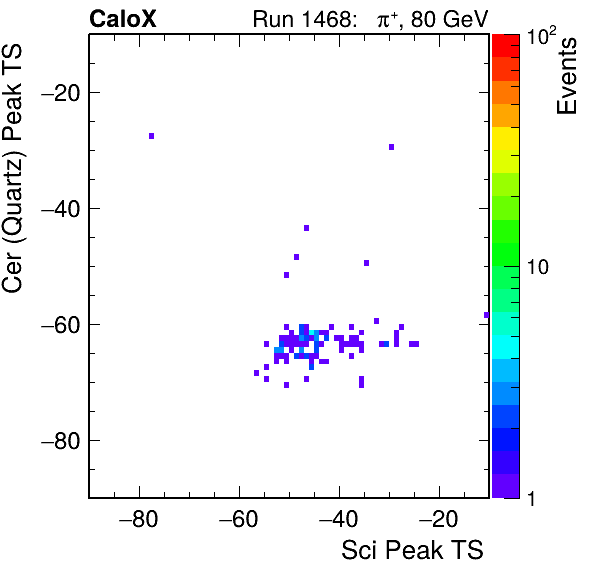 CaloX Run 1468: π⁺, 80 GeV
Cer (Quartz) Peak TS
−20
−40
−60
−80
−80 −60 −40 −20
Sci Peak TS
10²
10
1
Events